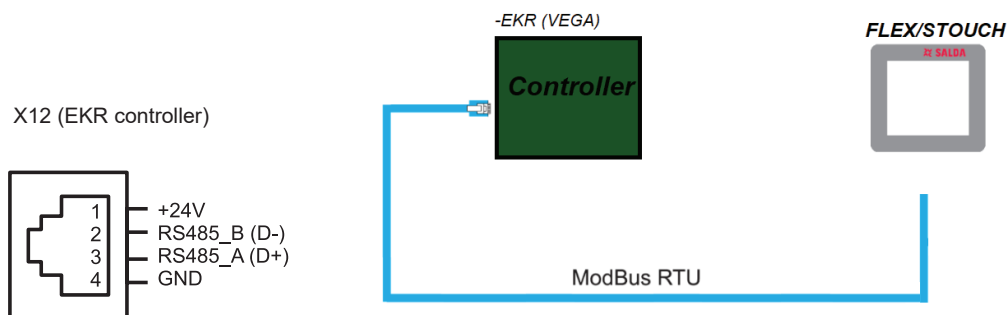 -EKR (VEGA)
FLEX/STOUCH
SALDA
Controller
X12 (EKR controller)
1 +24V
2 RS485_B (D-)
3 RS485_A (D+)
4 GND
ModBus RTU